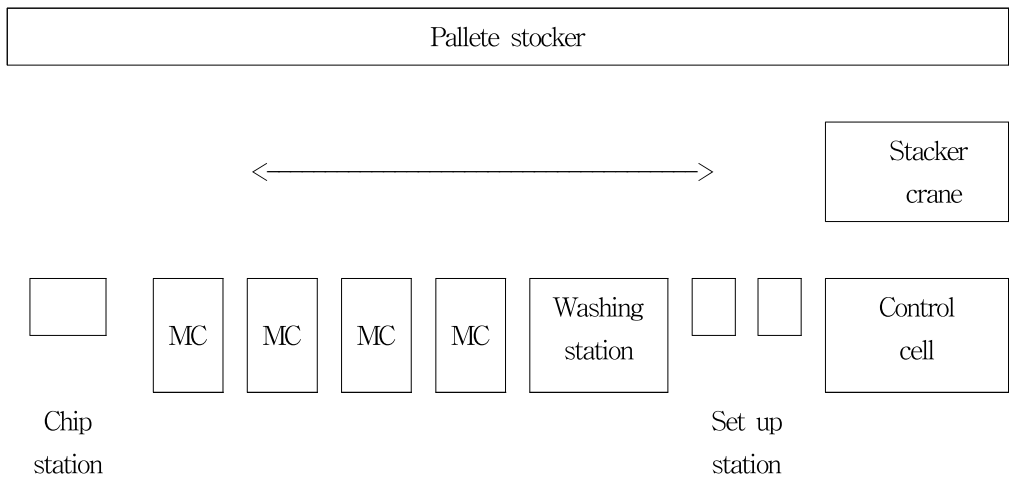 Pallete stocker
Stacker
crane
MC
MC
MC
MC
Washing
station
Control
cell
Chip
station
Set up
station